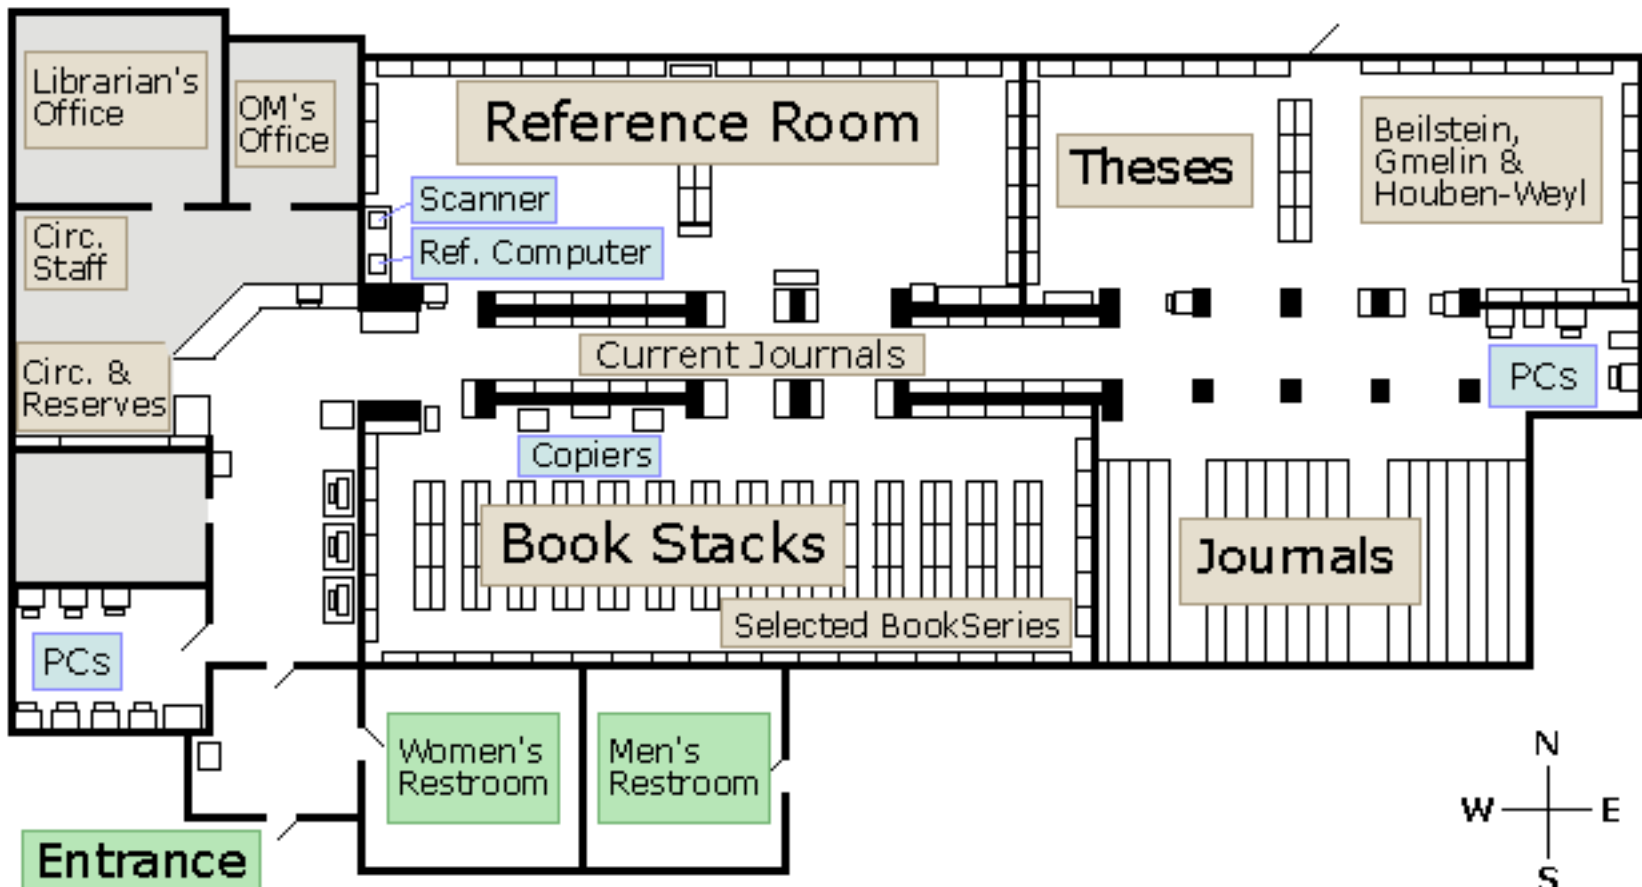 Librarian's
Office
OM's
Office
Reference Room
Theses
Beilstein,
Gmelin &
Houben-Weyl
Scanner
Ref. Computer
Circ.
Staff
Current Journals
PCs
Circ. &
Reserves
Copiers
Book Stacks
Journals
Selected BookSeries
PCs
Women's
Restroom
Men's
Restroom
Entrance
N
W
E
S